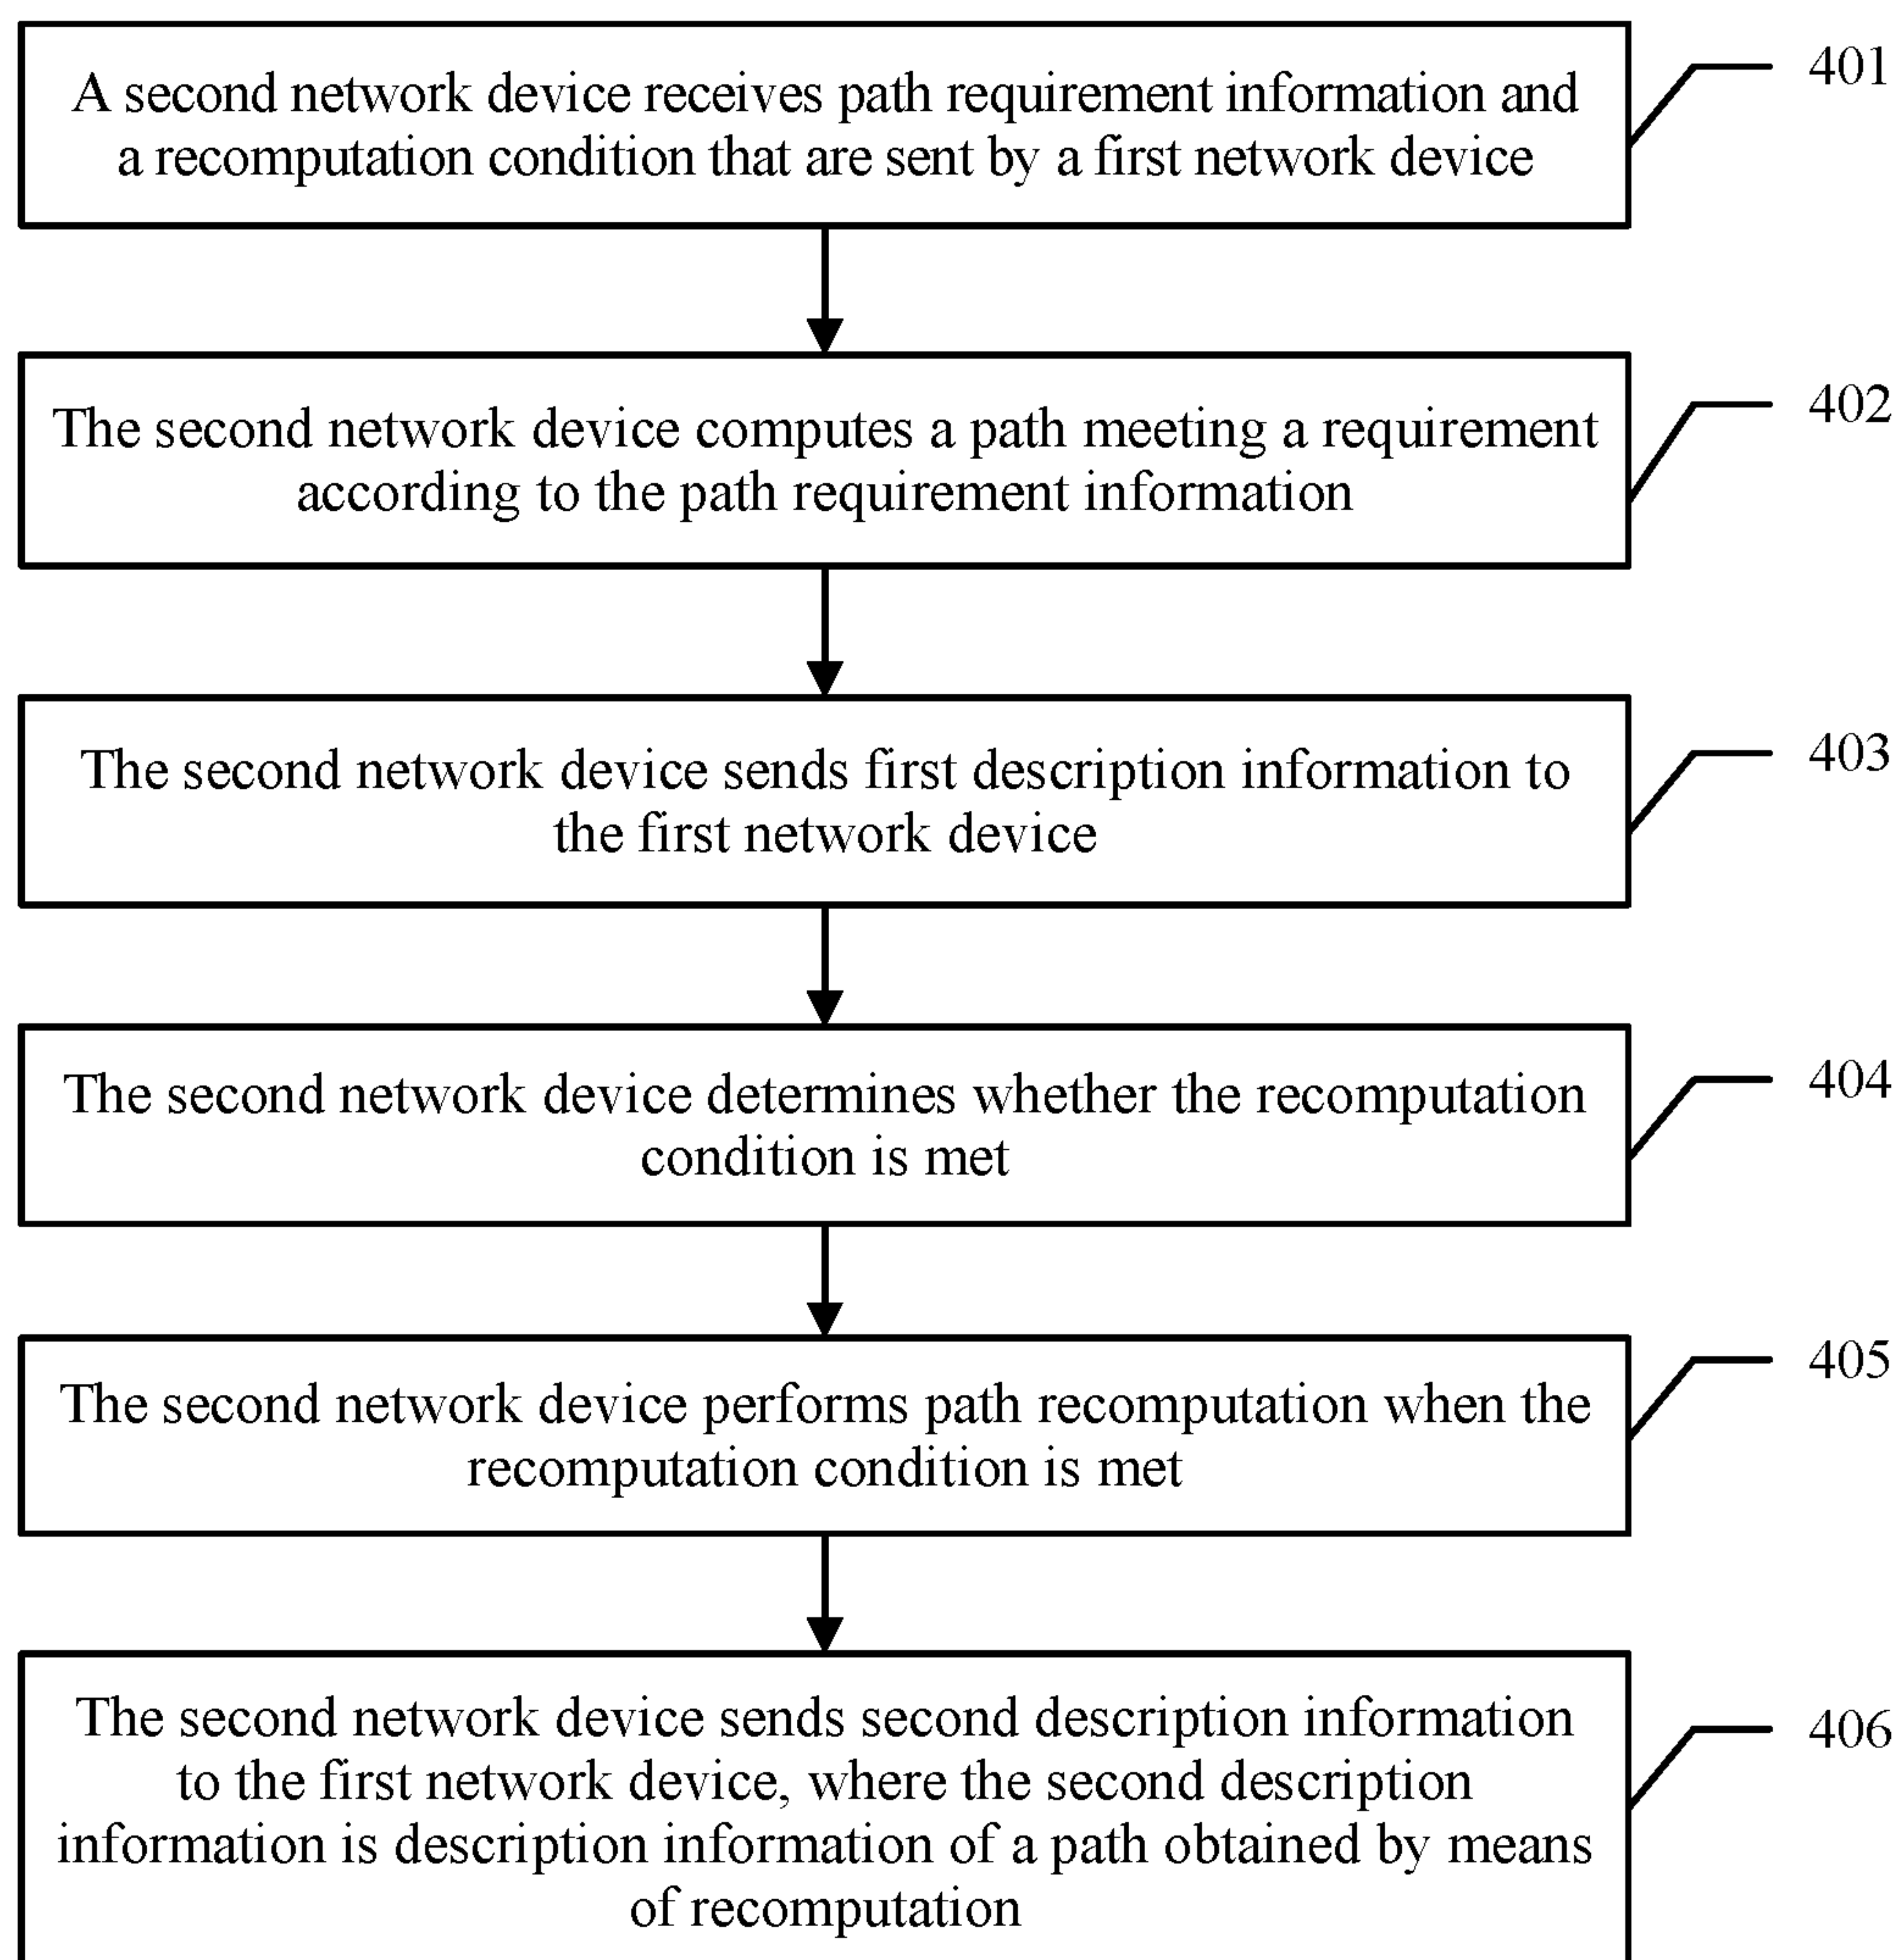 A second network device receives path requirement information and
a recomputation condition that are sent by a first network device
401
The second network device computes a path meeting a requirement
according to the path requirement information
402
The second network device sends first description information to
the first network device
403
The second network device determines whether the recomputation
condition is met
404
The second network device performs path recomputation when the
recomputation condition is met
405
The second network device sends second description information
to the first network device, where the second description
information is description information of a path obtained by means
of recomputation
406